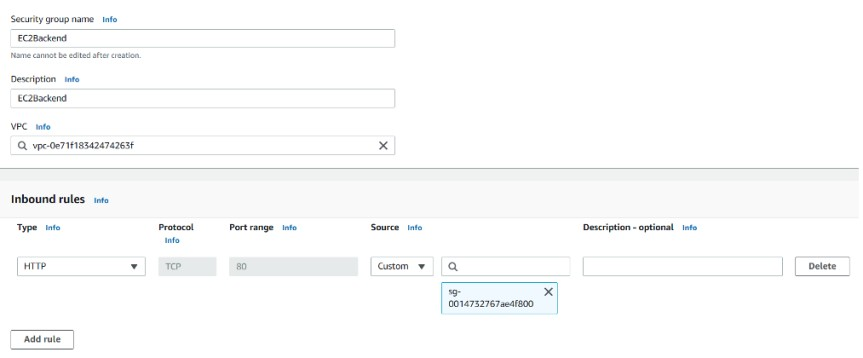 Security group name Info
EC2Backend
Name cannot be edited after creation.
Description Info
EC2Backend
VPC Info
vpc-0e71f18342474263f
Inbound rules Info
Type Info Protocol Info Port range Info Source Info Description - optional Info
HTTP TCP 80 Custom Delete
sg-
0014732767ae4f800
Add rule